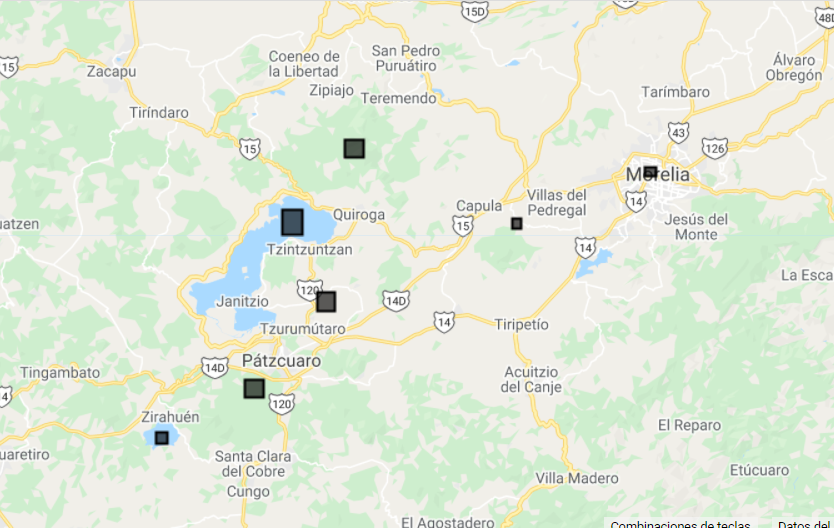 15D
48D
15
Zacapu
Coeneo de
la Libertad
San Pedro
Puruátiro
Álvaro
Obregón
Zipiajo
Teremendo
Tarímbaro
Tiríndaro
15
43
126
Morelia
uatzen
Quiroga
Capula
Villas del
Pedregal
14
15
Jesús del
Monte
Tzintzuntzan
14
La Esca
120
Janitzio
14D
Tzurumútaro
14
Tiripetío
Pátzcuaro
14D
Tingambato
Acuitzio
del Canje
4
120
Zirahuén
El Reparo
uaretiro
Santa Clara
del Cobre
Etúcuaro
Cungo
Villa Madero
El Agostadero
Combinaciones de teclas
Datos del